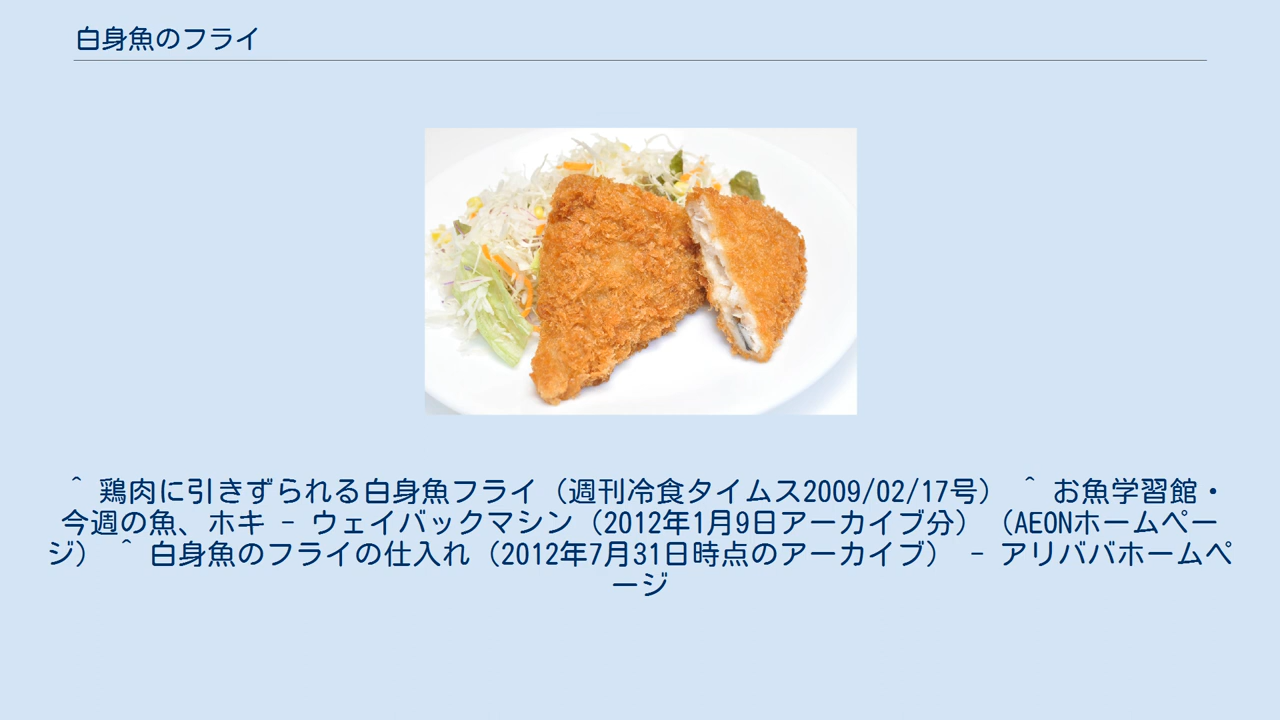 白身魚のフライ
^ 鶏肉に引きずられる白身魚フライ（週刊冷食タイムス2009/02/17号） ^ お魚学習館・
今週の魚、ホキ - ウェイバックマシン（2012年1月9日アーカイブ分）（AEONホームペー
ジ） ^ 白身魚のフライの仕入れ（2012年7月31日時点のアーカイブ） - アリババホームペ
ージ